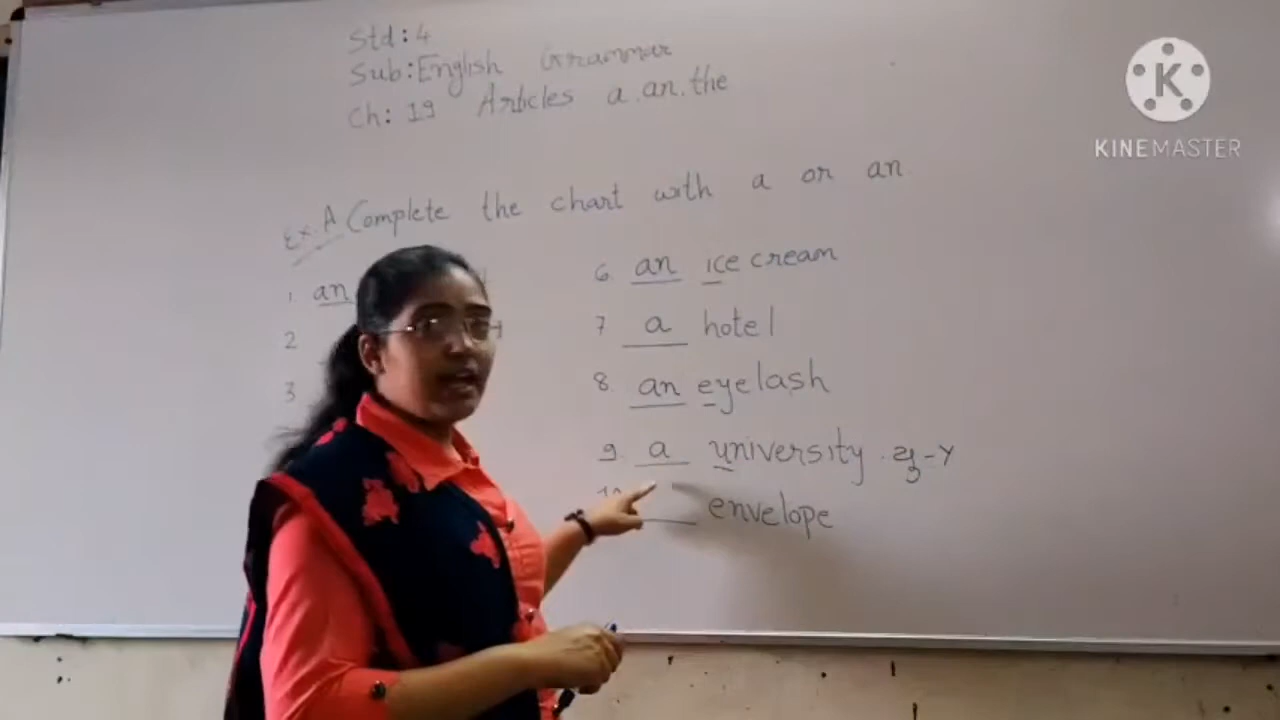 Std: 4
Sub: English Grammar
Ch: 19 Articles a. an. the
Ex. A Complete the chart with a or an
1. an
2
3
6. an ice cream
7 a hotel
8. an eyelash
9. a university. યુ - Y
10 envelope
K
KINEMASTER